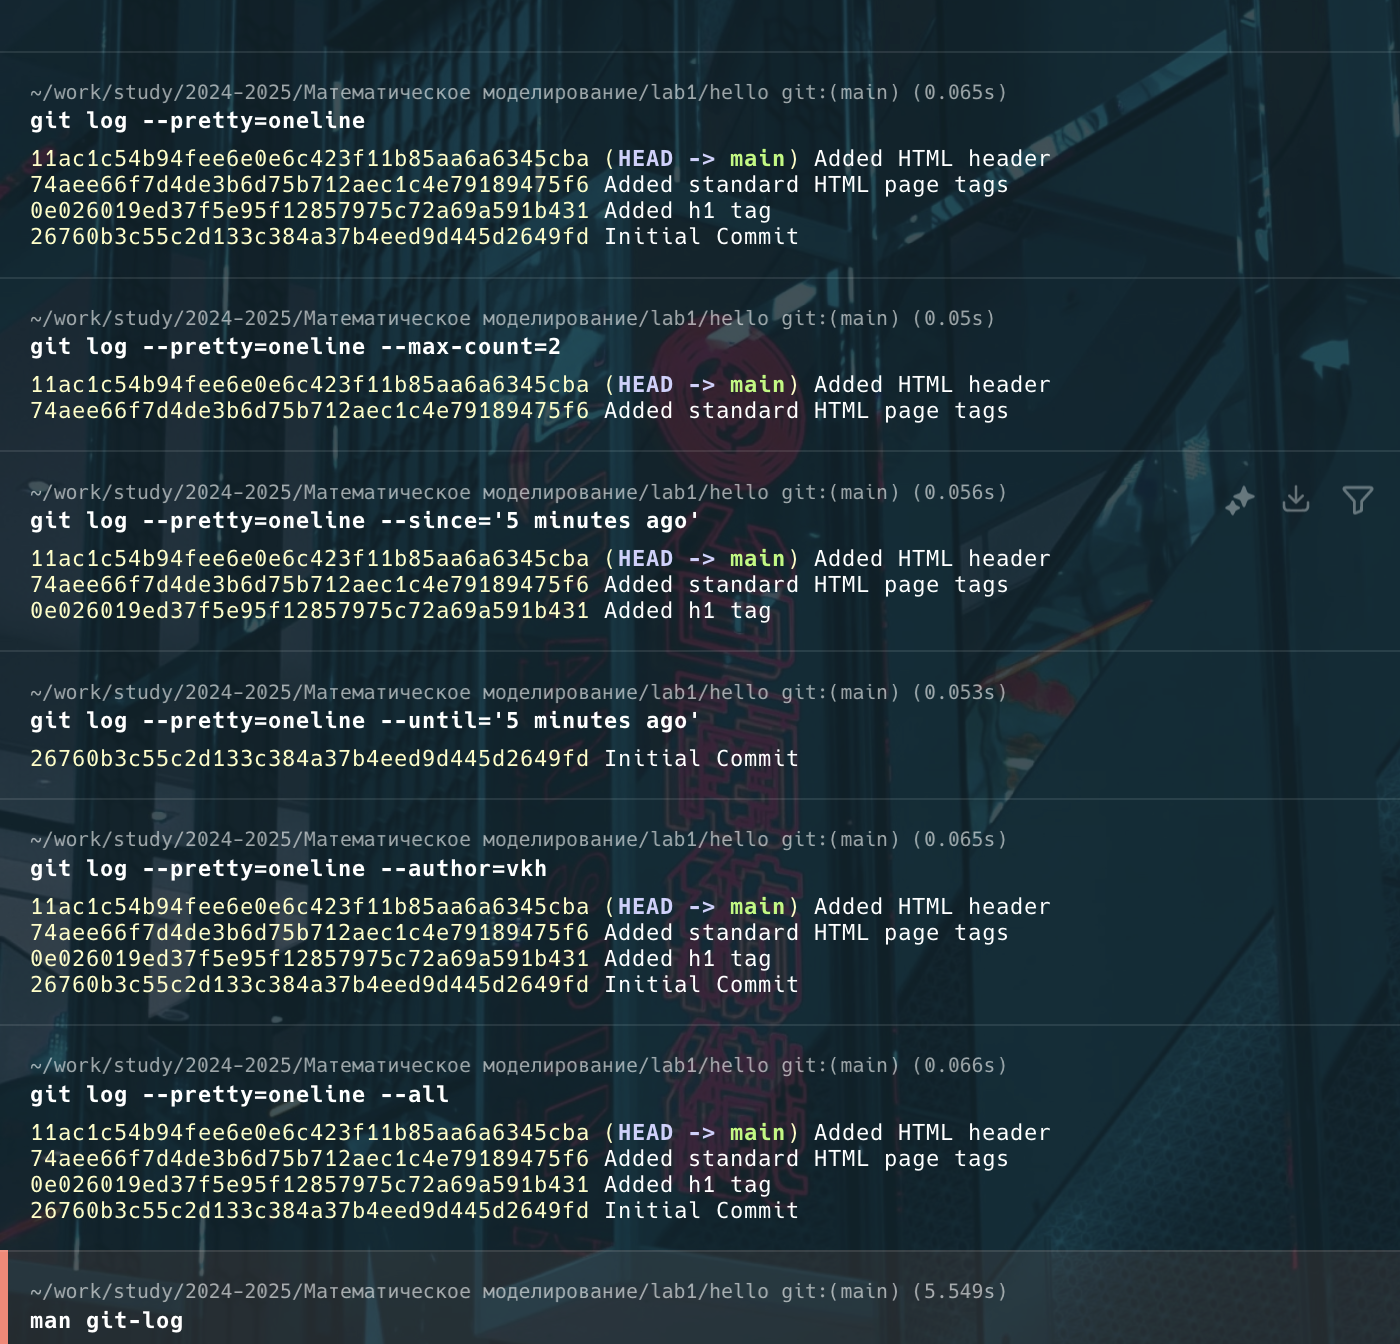 ~/work/study/2024-2025/Математическое моделирование/lab1/hello git:(main) (0.065s)
git log --pretty=oneline
11ac1c54b94fee6e0e6c423f11b85aa6a6345cba (HEAD -> main) Added HTML header
74aee66f7d4de3b6d75b712aec1c4e79189475f6 Added standard HTML page tags
0e026019ed37f5e95f12857975c72a69a591b431 Added h1 tag
26760b3c55c2d133c384a37b4eed9d445d2649fd Initial Commit
~/work/study/2024-2025/Математическое моделирование/lab1/hello git:(main) (0.05s)
git log --pretty=oneline --max-count=2
11ac1c54b94fee6e0e6c423f11b85aa6a6345cba (HEAD -> main) Added HTML header
74aee66f7d4de3b6d75b712aec1c4e79189475f6 Added standard HTML page tags
~/work/study/2024-2025/Математическое моделирование/lab1/hello git:(main) (0.056s)
git log --pretty=oneline --since='5 minutes ago'
11ac1c54b94fee6e0e6c423f11b85aa6a6345cba (HEAD -> main) Added HTML header
74aee66f7d4de3b6d75b712aec1c4e79189475f6 Added standard HTML page tags
0e026019ed37f5e95f12857975c72a69a591b431 Added h1 tag
~/work/study/2024-2025/Математическое моделирование/lab1/hello git:(main) (0.053s)
git log --pretty=oneline --until='5 minutes ago'
26760b3c55c2d133c384a37b4eed9d445d2649fd Initial Commit
~/work/study/2024-2025/Математическое моделирование/lab1/hello git:(main) (0.065s)
git log --pretty=oneline --author=vkh
11ac1c54b94fee6e0e6c423f11b85aa6a6345cba (HEAD -> main) Added HTML header
74aee66f7d4de3b6d75b712aec1c4e79189475f6 Added standard HTML page tags
0e026019ed37f5e95f12857975c72a69a591b431 Added h1 tag
26760b3c55c2d133c384a37b4eed9d445d2649fd Initial Commit
~/work/study/2024-2025/Математическое моделирование/lab1/hello git:(main) (0.066s)
git log --pretty=oneline --all
11ac1c54b94fee6e0e6c423f11b85aa6a6345cba (HEAD -> main) Added HTML header
74aee66f7d4de3b6d75b712aec1c4e79189475f6 Added standard HTML page tags
0e026019ed37f5e95f12857975c72a69a591b431 Added h1 tag
26760b3c55c2d133c384a37b4eed9d445d2649fd Initial Commit
~/work/study/2024-2025/Математическое моделирование/lab1/hello git:(main) (5.549s)
man git-log